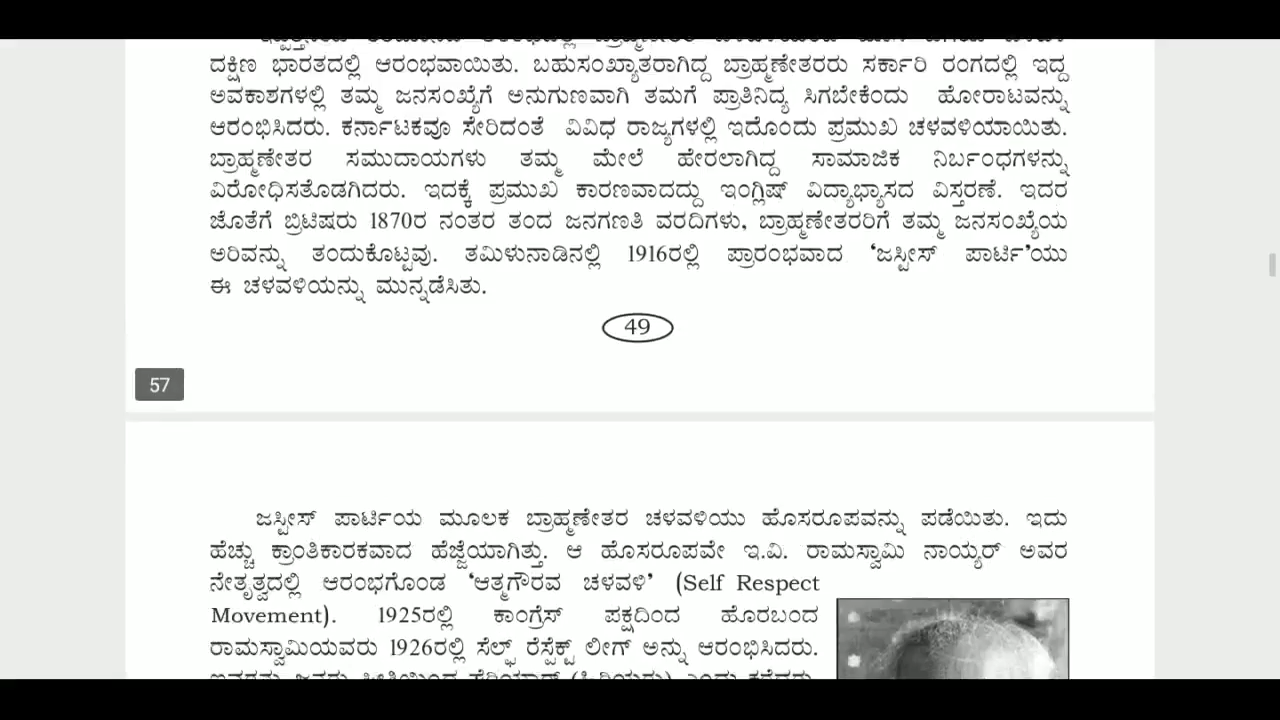 ದಕ್ಷಿಣ ಭಾರತದಲ್ಲಿ ಆರಂಭವಾಯಿತು. ಬಹುಸಂಖ್ಯಾತರಾಗಿದ್ದ ಬ್ರಾಹ್ಮಣೇತರರು ಸರ್ಕಾರಿ ರಂಗದಲ್ಲಿ ಇದ್ದ
ಅವಕಾಶಗಳಲ್ಲಿ ತಮ್ಮ ಜನಸಂಖ್ಯೆಗೆ ಅನುಗುಣವಾಗಿ ತಮಗೆ ಪ್ರಾತಿನಿಧ್ಯ ಸಿಗಬೇಕೆಂದು ಹೋರಾಟವನ್ನು
ಆರಂಭಿಸಿದರು. ಕರ್ನಾಟಕವೂ ಸೇರಿದಂತೆ ವಿವಿಧ ರಾಜ್ಯಗಳಲ್ಲಿ ಇದೊಂದು ಪ್ರಮುಖ ಚಳವಳಿಯಾಯಿತು.
ಬ್ರಾಹ್ಮಣೇತರ ಸಮುದಾಯಗಳು ತಮ್ಮ ಮೇಲೆ ಹೇರಲಾಗಿದ್ದ ಸಾಮಾಜಿಕ ನಿರ್ಬಂಧಗಳನ್ನು
ವಿರೋಧಿಸತೊಡಗಿದರು. ಇದಕ್ಕೆ ಪ್ರಮುಖ ಕಾರಣವಾದದ್ದು ಇಂಗ್ಲಿಷ್ ವಿದ್ಯಾಭ್ಯಾಸದ ವಿಸ್ತರಣೆ. ಇದರ
ಜೊತೆಗೆ ಬ್ರಿಟಿಷರು 1870ರ ನಂತರ ತಂದ ಜನಗಣತಿ ವರದಿಗಳು, ಬ್ರಾಹ್ಮಣೇತರರಿಗೆ ತಮ್ಮ ಜನಸಂಖ್ಯೆಯ
ಅರಿವನ್ನು ತಂದುಕೊಟ್ಟವು. ತಮಿಳುನಾಡಿನಲ್ಲಿ 1916ರಲ್ಲಿ ಪ್ರಾರಂಭವಾದ ‘ಜಸ್ಟೀಸ್ ಪಾರ್ಟಿ’ಯು
ಈ ಚಳವಳಿಯನ್ನು ಮುನ್ನಡೆಸಿತು.
49
57
ಜಸ್ಟೀಸ್ ಪಾರ್ಟಿಯ ಮೂಲಕ ಬ್ರಾಹ್ಮಣೇತರ ಚಳವಳಿಯು ಹೊಸರೂಪವನ್ನು ಪಡೆಯಿತು. ಇದು
ಹೆಚ್ಚು ಕ್ರಾಂತಿಕಾರಕವಾದ ಹೆಜ್ಜೆಯಾಗಿತ್ತು. ಆ ಹೊಸರೂಪವೇ ಇ.ವಿ. ರಾಮಸ್ವಾಮಿ ನಾಯ್ಯರ್ ಅವರ
ನೇತೃತ್ವದಲ್ಲಿ ಆರಂಭಗೊಂಡ ‘ಆತ್ಮಗೌರವ ಚಳವಳಿ’ (Self Respect
Movement). 1925ರಲ್ಲಿ ಕಾಂಗ್ರೆಸ್ ಪಕ್ಷದಿಂದ ಹೊರಬಂದ
ರಾಮಸ್ವಾಮಿಯವರು 1926ರಲ್ಲಿ ಸೆಲ್ಫ್ ರೆಸ್ಪೆಕ್ಟ್ ಲೀಗ್ ಅನ್ನು ಆರಂಭಿಸಿದರು.